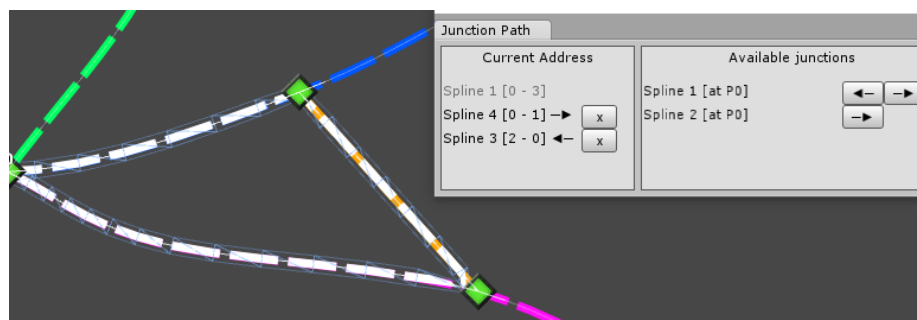 Junction Path
Current Address
Spline 1 [0 - 3]
Spline 4 [0 - 1] x
Spline 3 [2 - 0] x
Available junctions
Spline 1 [at P0]
Spline 2 [at P0]